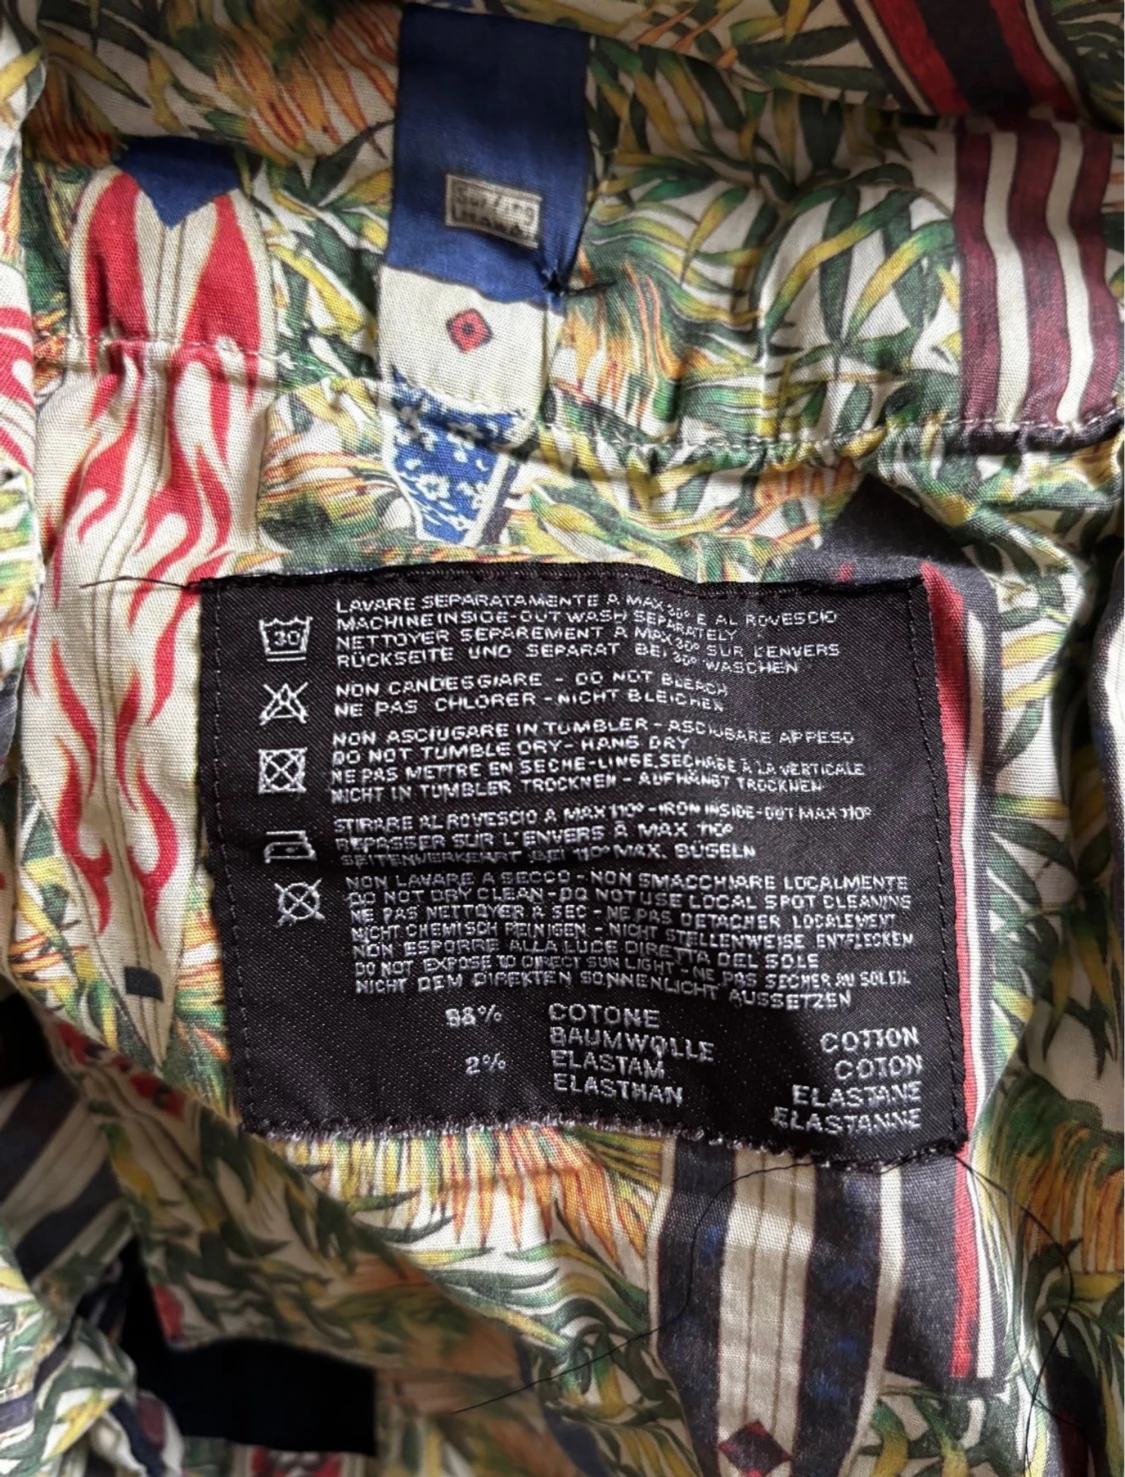 Surfing
30
LAVARE SEPARATAMENTE A MAX 30° E AL ROVESCIO
MACHINE INSIDE-OUT WASH SEPARATELY
NETTOYER SEPAREMENT À MAX 30° SUR L'ENVERS
RÜCKSEITE UND SEPARAT BEI 30° WASCHEN
NON CANDEGGIARE - DO NOT BLEACH
NE PAS CHLORER - NICHT BLEICHEN
NON ASCIUGARE IN TUMBLER - ASCIUGARE APPESO
DO NOT TUMBLE DRY - HANG DRY
NE PAS METTRE EN SECHE-LINGE, SECHAGE À LA VERTICALE
NICHT IN TUMBLER TROCKNEN - AUFHÄNGT TROCKNEN
STIRARE AL ROVESCIO A MAX 110° - IRON INSIDE-OUT MAX 110°
REPASSER SUR L'ENVERS À MAX 110°
SEITENVERKEHRT BEI 110° MAX. BÜGELN
NON LAVARE A SECCO - NON SMACCHIARE LOCALMENTE
DO NOT DRY CLEAN - DO NOT USE LOCAL SPOT CLEANING
NE PAS NETTOYER A SEC - NE PAS DETACHER LOCALEMENT
NICHT CHEMISCH REINIGEN - NICHT STELLENWEISE ENTFLECKEN
NON ESPORRE ALLA LUCE DIRETTA DEL SOLE
DO NOT EXPOSE TO DIRECT SUN LIGHT - NE PAS SECHER AU SOLEIL
NICHT DEM DIREKTEN SONNENLICHT AUSSETZEN
98% COTONE COTTON
BAUMWOLLE COTON
2% ELASTAM ELASTANE
ELASTHAN ELASTANNE